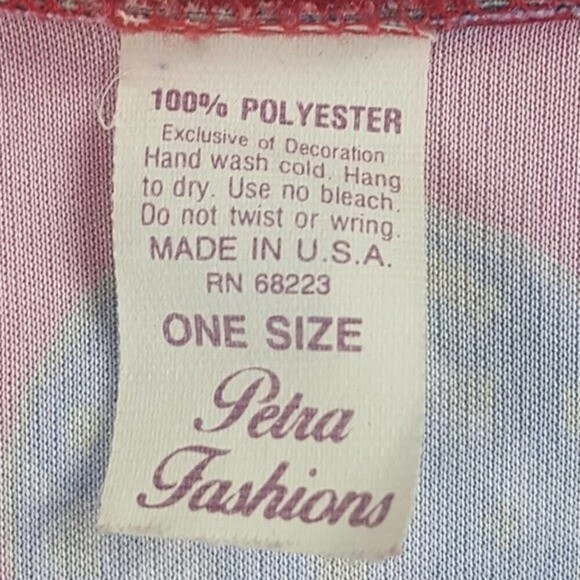 100% POLYESTER
Exclusive of Decoration
Hand wash cold. Hang
to dry. Use no bleach.
Do not twist or wring.
MADE IN U.S.A.
RN 68223
ONE SIZE
Petra
Fashions